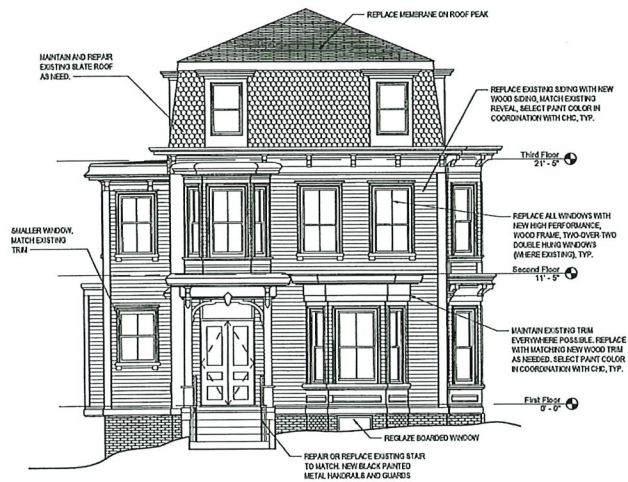 REPLACE MEMBRANE ON ROOF PEAK
MAINTAIN AND REPAIR
EXISTING SLATE ROOF
AS NEED.
REPLACE EXISTING SIDING WITH NEW
WOOD SIDING, MATCH EXISTING
REVEAL, SELECT PANT COLOR IN
COORDINATION WITH CHC, TYP.
Third Floor
21' - 5"
SMALLER WINDOW,
MATCH EXISTING
TRIM
REPLACE ALL WINDOWS WITH
NEW HIGH PERFORMANCE,
WOOD FRAME, TWO-OVER-TWO
DOUBLE HUNG WINDOWS
(WHERE EXISTING), TYP.
Second Floor
11' - 5"
MAINTAIN EXISTING TRIM
EVERYWHERE POSSIBLE. REPLACE
WITH MATCHING NEW WOOD TRIM
AS NEEDED. SELECT PANT COLOR
IN COORDINATION WITH CHC, TYP.
First Floor
0' - 0"
REGLAZE BOARDED WINDOW
REPAIR OR REPLACE EXISTING STAIR
TO MATCH. NEW BLACK PANTED
METAL HANDRAILS AND GUARDS